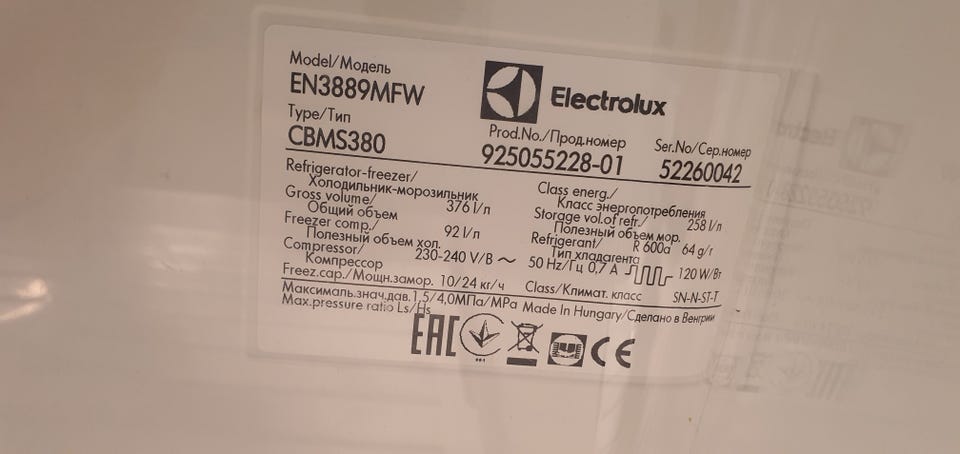 Model/Модель
EN3889MFW
Electrolux
Type/Тип
CBMS380
Prod.No./Прод.номер
925055228-01
Ser.No/Сер.номер
52260042
Refrigerator-freezer/
Холодильник-морозильник
Gross volume/ 376 l/л
Общий объем
Freezer comp./ 92 l/л
Полезный объем хол.
Compressor/ 230-240 V/В ~
Компрессор
Freez.cap./Мощн.замор. 10/24 кг/ч
Class energ./
Класс энергопотребления
Storage vol.of refr./ 258 l/л
Полезный объем мор.
Refrigerant/ R 600a 64 g/г
Тип хладагента
50 Hz/Гц 0,7 A 120 W/Вт
Class/Климат. класс SN-N-ST-T
Максималь.знач.дав. 1,5/4,0МПа/MPa Made In Hungary/Сделано в Венгрии
Max.pressure ratio Ls/Hs
EAC CE